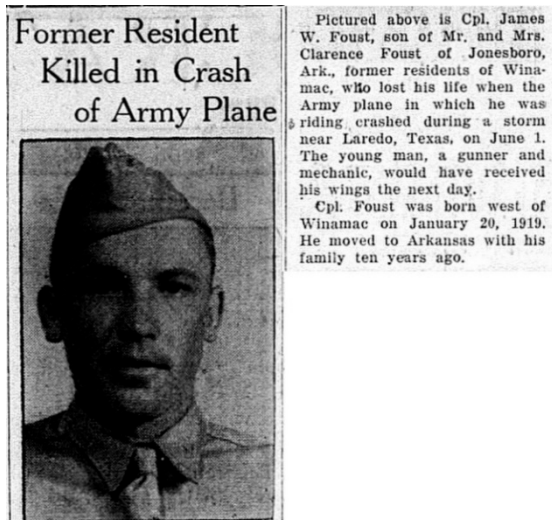 Former Resident
Killed in Crash
of Army Plane
Pictured above is Cpl. James
W. Foust, son of Mr. and Mrs.
Clarence Foust of Jonesboro,
Ark., former residents of Wina-
mac, who lost his life when the
Army plane in which he was
riding crashed during a storm
near Laredo, Texas, on June 1.
The young man, a gunner and
mechanic, would have received
his wings the next day.
Cpl. Foust was born west of
Winamac on January 20, 1919.
He moved to Arkansas with his
family ten years ago.